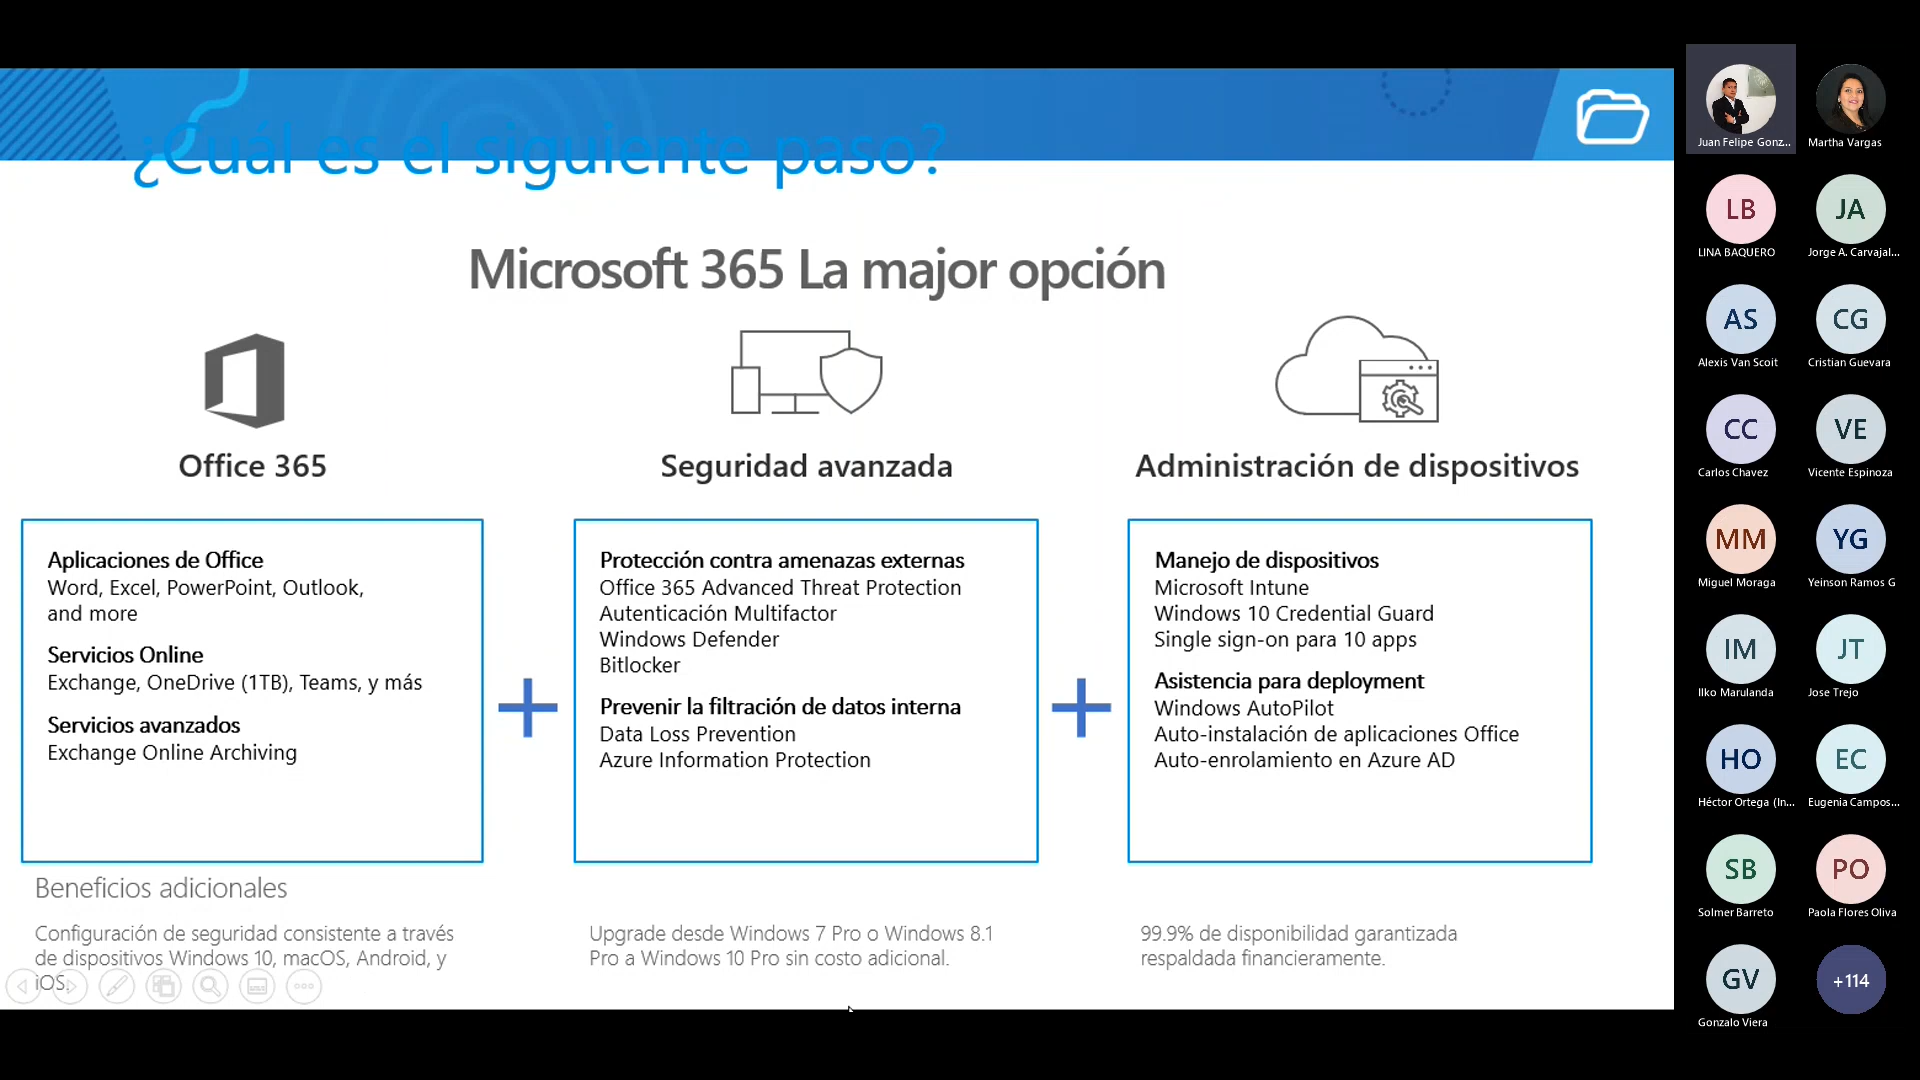 ¿Cuál es el siguiente paso?
Microsoft 365 La major opción
Office 365
Aplicaciones de Office
Word, Excel, PowerPoint, Outlook,
and more
Servicios Online
Exchange, OneDrive (1TB), Teams, y más
Servicios avanzados
Exchange Online Archiving
Seguridad avanzada
Protección contra amenazas externas
Office 365 Advanced Threat Protection
Autenticación Multifactor
Windows Defender
Bitlocker
Prevenir la filtración de datos interna
Data Loss Prevention
Azure Information Protection
Administración de dispositivos
Manejo de dispositivos
Microsoft Intune
Windows 10 Credential Guard
Single sign-on para 10 apps
Asistencia para deployment
Windows AutoPilot
Auto-instalación de aplicaciones Office
Auto-enrolamiento en Azure AD
Beneficios adicionales
Configuración de seguridad consistente a través
de dispositivos Windows 10, macOS, Android, y
iOS.
Upgrade desde Windows 7 Pro o Windows 8.1
Pro a Windows 10 Pro sin costo adicional.
99.9% de disponibilidad garantizada
respaldada financieramente.
Juan Felipe Gonz...
Martha Vargas
LB
LINA BAQUERO
JA
Jorge A. Carvajal...
AS
Alexis Van Scoit
CG
Cristian Guevara
CC
Carlos Chavez
VE
Vicente Espinoza
MM
Miguel Moraga
YG
Yeinson Ramos G
IM
Ilko Marulanda
JT
Jose Trejo
HO
Héctor Ortega (In...
EC
Eugenia Campos...
SB
Solmer Barreto
PO
Paola Flores Oliva
GV
Gonzalo Viera
+114